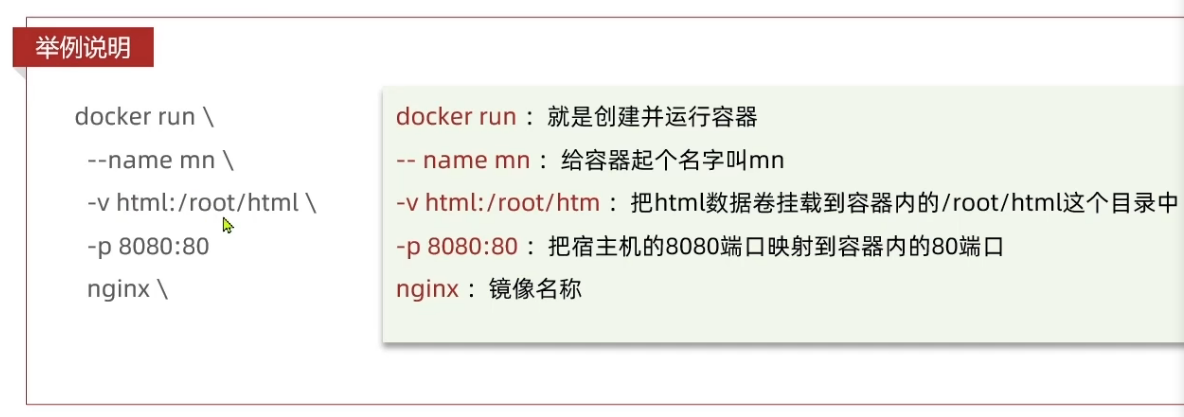 举例说明
docker run \
--name mn \
-v html:/root/html \
-p 8080:80
nginx \
docker run ：就是创建并运行容器
-- name mn ：给容器起个名字叫mn
-v html:/root/htm ：把html数据卷挂载到容器内的/root/html这个目录中
-p 8080:80 ：把宿主机的8080端口映射到容器内的80端口
nginx ：镜像名称